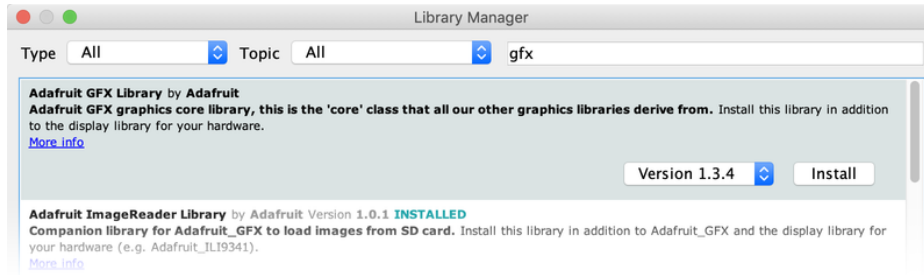 Library Manager
Type All Topic All gfx
Adafruit GFX Library by Adafruit
Adafruit GFX graphics core library, this is the 'core' class that all our other graphics libraries derive from. Install this library in addition
to the display library for your hardware.
More info
Version 1.3.4 Install
Adafruit ImageReader Library by Adafruit Version 1.0.1 INSTALLED
Companion library for Adafruit_GFX to load images from SD card. Install this library in addition to Adafruit_GFX and the display library for
your hardware (e.g. Adafruit_ILI9341).
More info